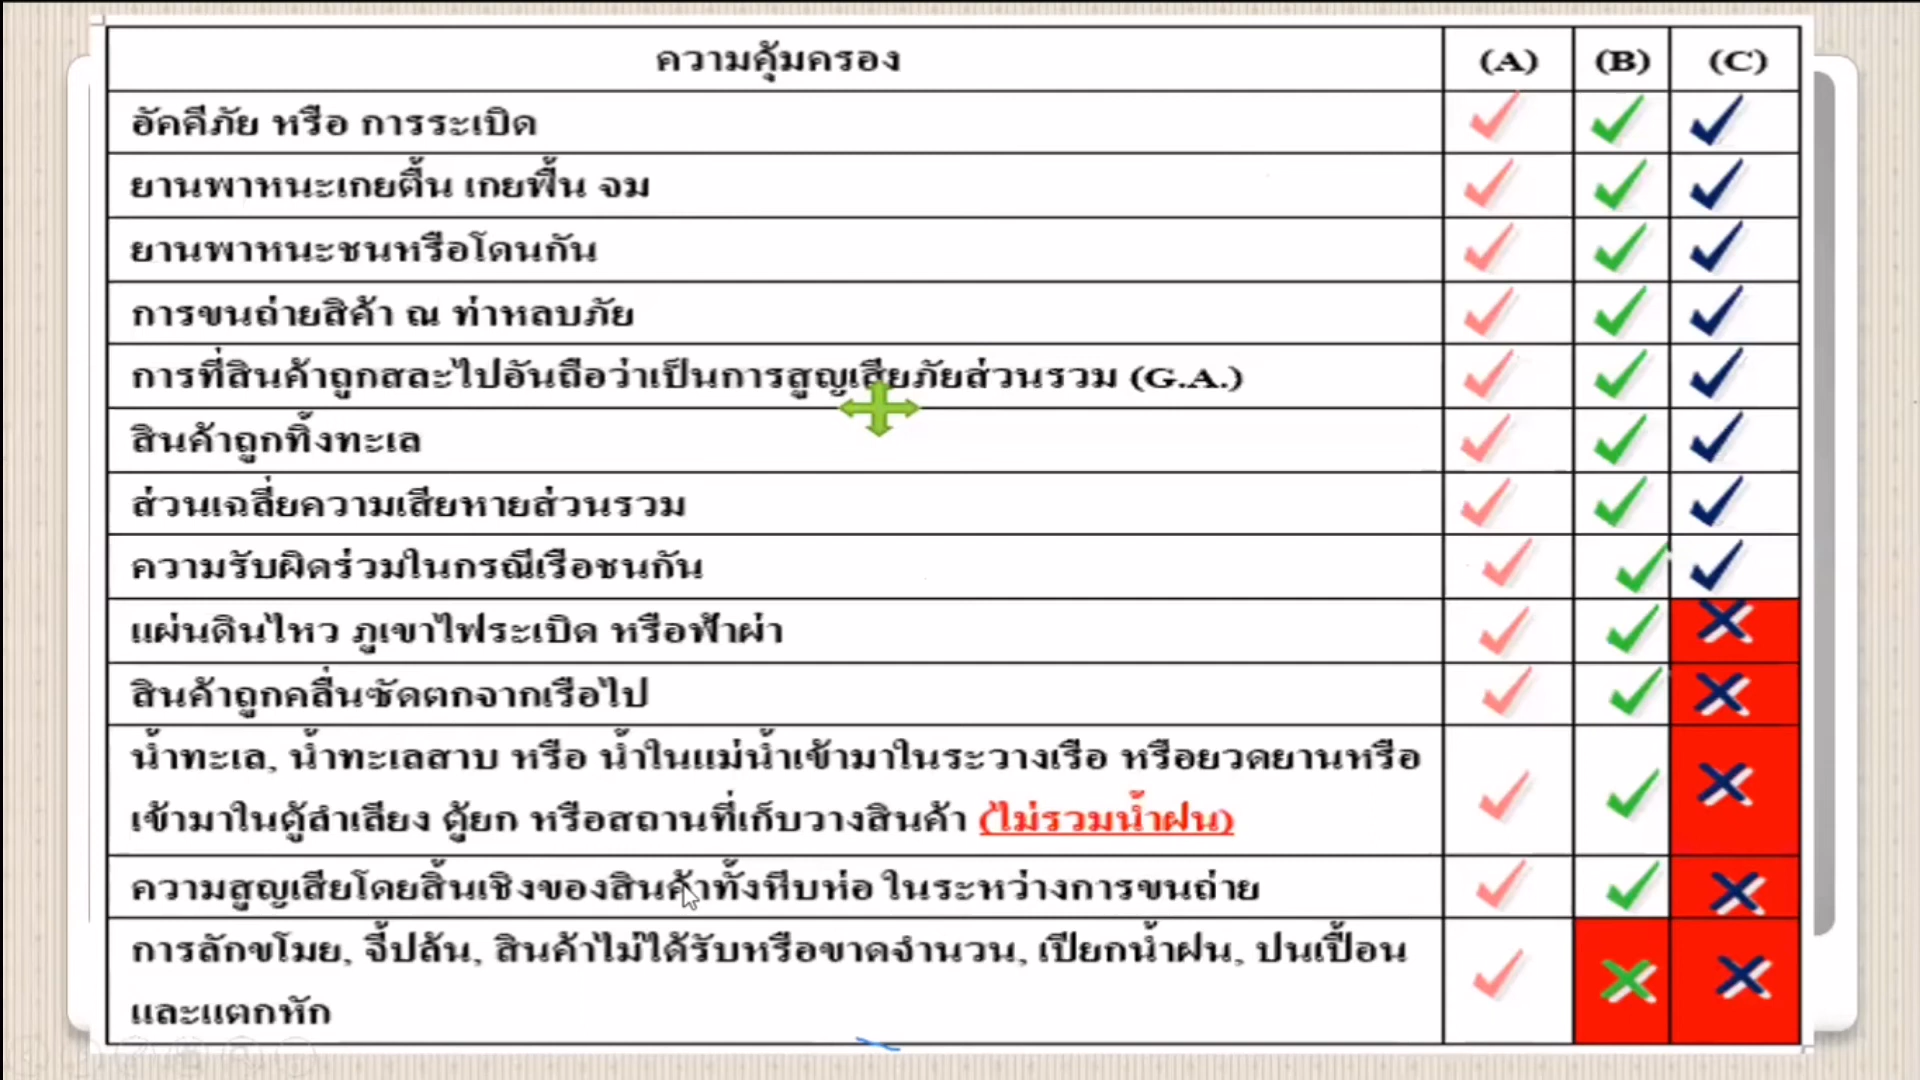 ความคุ้มครอง (A) (B) (C)
อัคคีภัย หรือ การระเบิด
ยานพาหนะเกยตื้น เกยฟื้น จม
ยานพาหนะชนหรือโดนกัน
การขนถ่ายสิค้า ณ ท่าหลบภัย
การที่สินค้าถูกสละไปอันถือว่าเป็นการสูญเสียภัยส่วนรวม (G.A.)
สินค้าถูกทิ้งทะเล
ส่วนเฉลี่ยความเสียหายส่วนรวม
ความรับผิดร่วมในกรณีเรือชนกัน
แผ่นดินไหว ภูเขาไฟระเบิด หรือฟ้าผ่า
สินค้าถูกคลื่นซัดตกจากเรือไป
น้ำทะเล, น้ำทะเลสาบ หรือ น้ำในแม่น้ำเข้ามาในระวางเรือ หรือยวดยานหรือ
เข้ามาในตู้ลำเลียง ตู้ยก หรือสถานที่เก็บวางสินค้า (ไม่รวมน้ำฝน)
ความสูญเสียโดยสิ้นเชิงของสินค้าทั้งหีบห่อ ในระหว่างการขนถ่าย
การลักขโมย, จี้ปล้น, สินค้าไม่ได้รับหรือขาดจำนวน, เปียกน้ำฝน, ปนเปื้อน
และแตกหัก